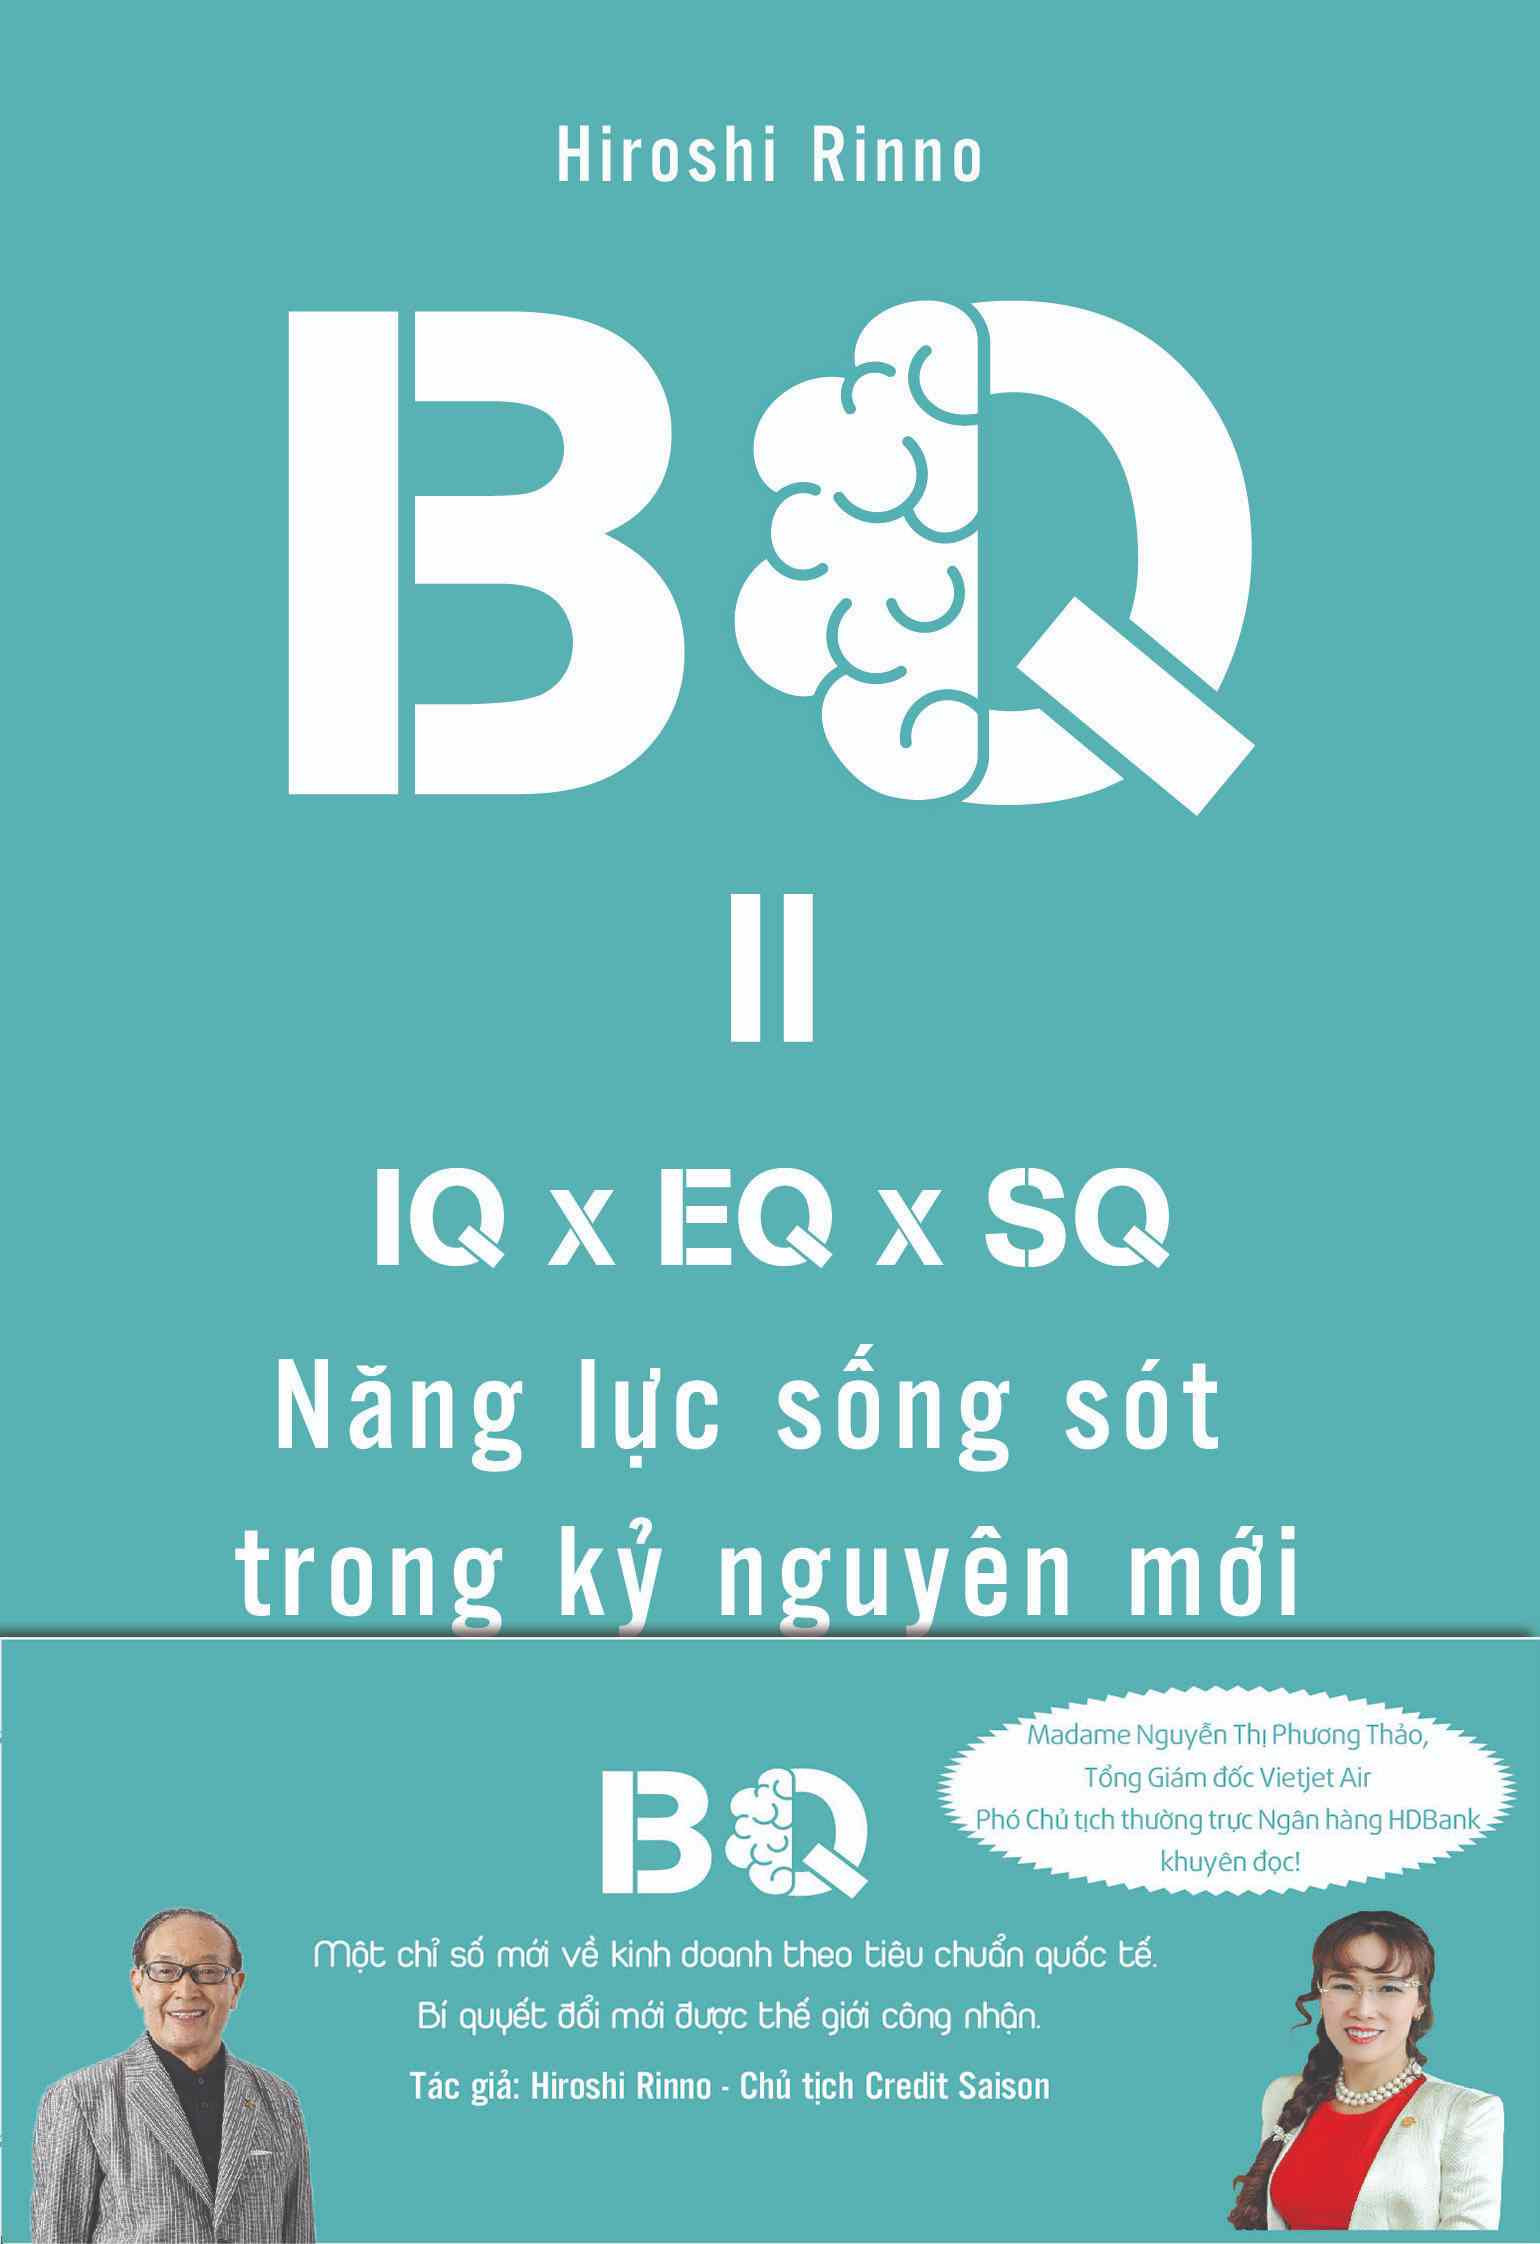 Hiroshi Rinno
BQ
=
IQ x EQ x SQ
Năng lực sống sót
trong kỷ nguyên mới
Madame Nguyễn Thị Phương Thảo,
Tổng Giám đốc Vietjet Air
Phó Chủ tịch thường trực Ngân hàng HDBank
khuyên đọc!
BQ
Một chỉ số mới về kinh doanh theo tiêu chuẩn quốc tế.
Bí quyết đổi mới được thế giới công nhận.
Tác giả: Hiroshi Rinno - Chủ tịch Credit Saison